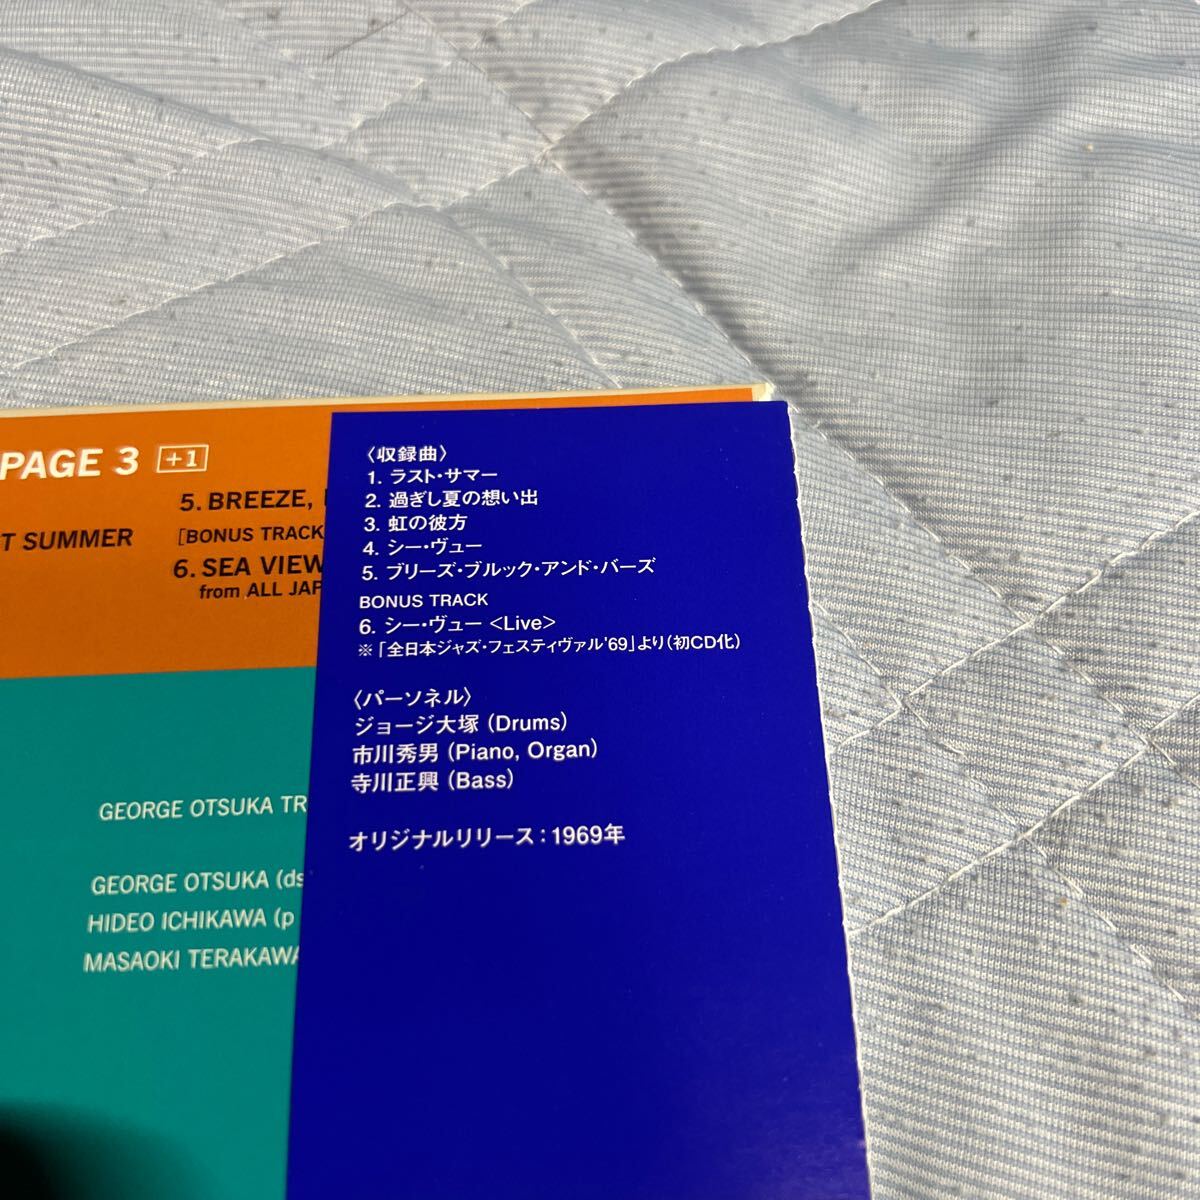 PAGE 3 +1
5. BREEZE,
T SUMMER
[BONUS TRACK
6. SEA VIEW
from ALL JAP
GEORGE OTSUKA TR
GEORGE OTSUKA (ds
HIDEO ICHIKAWA (p
MASAOKI TERAKAWA
〈収録曲〉
1. ラスト・サマー
2. 過ぎし夏の想い出
3. 虹の彼方
4. シー・ヴュー
5. ブリーズ・ブルック・アンド・バーズ
BONUS TRACK
6. シー・ヴュー <Live>
※「全日本ジャズ・フェスティヴァル'69」より(初CD化)
〈パーソネル〉
ジョージ大塚 (Drums)
市川秀男 (Piano, Organ)
寺川正興 (Bass)
オリジナルリリース：1969年